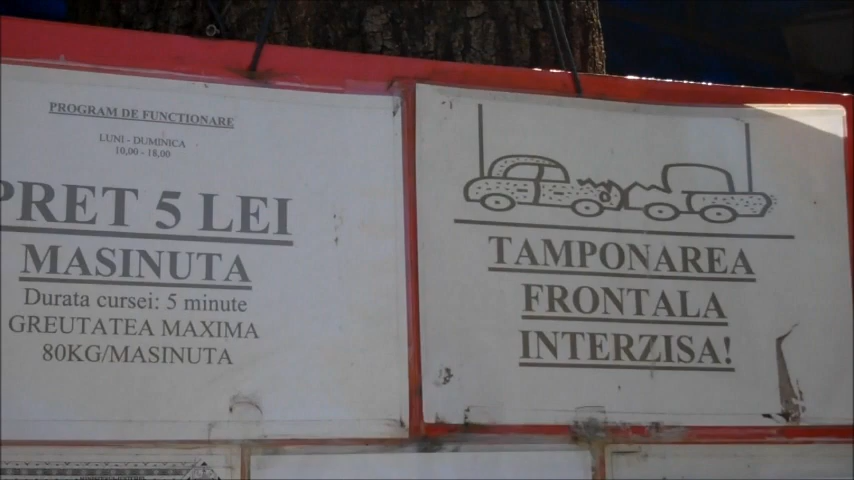 PROGRAM DE FUNCTIONARE
LUNI - DUMINICA
10,00 - 18,00
PRET 5 LEI
MASINUTA
Durata cursei: 5 minute
GREUTATEA MAXIMA
80KG/MASINUTA
TAMPONAREA
FRONTALA
INTERZISA!